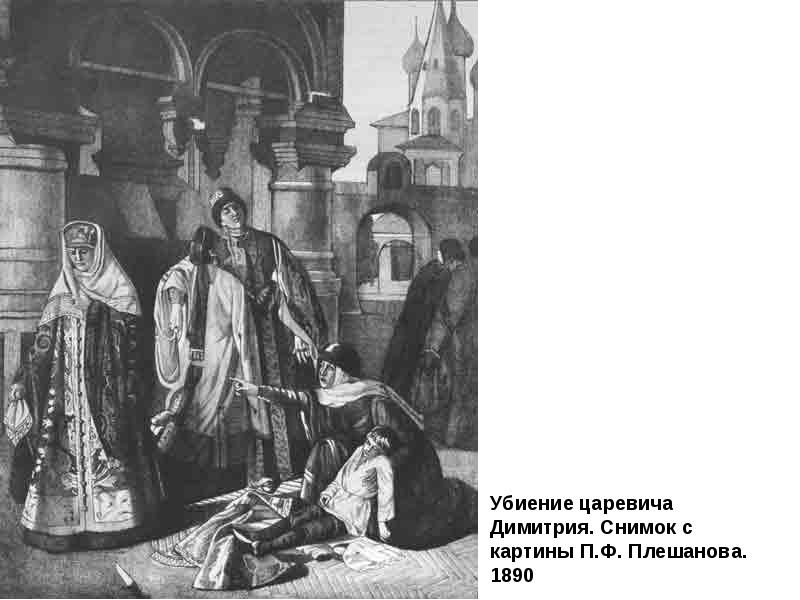 Убиение царевича
Димитрия. Снимок с
картины П.Ф. Плешанова.
1890